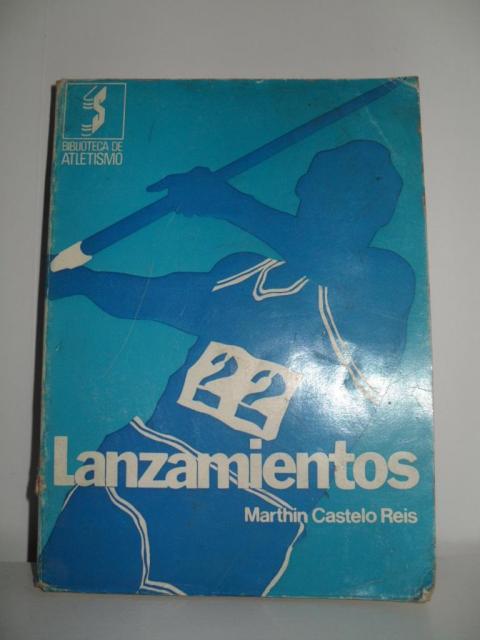 S
BIBLIOTECA DE
ATLETISMO
22
Lanzamientos
Marthin Castelo Reis